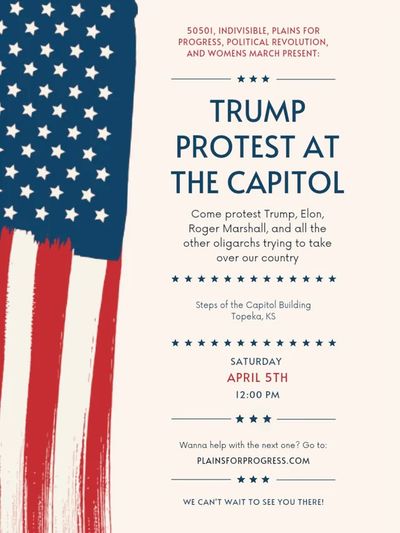 50501, INDIVISIBLE, PLAINS FOR
PROGRESS, POLITICAL REVOLUTION,
AND WOMENS MARCH PRESENT:
TRUMP
PROTEST AT
THE CAPITOL
Come protest Trump, Elon,
Roger Marshall, and all the
other oligarchs trying to take
over our country
Steps of the Capitol Building
Topeka, KS
SATURDAY
APRIL 5TH
12:00 PM
Wanna help with the next one? Go to:
PLAINSFORPROGRESS.COM
WE CAN'T WAIT TO SEE YOU THERE!